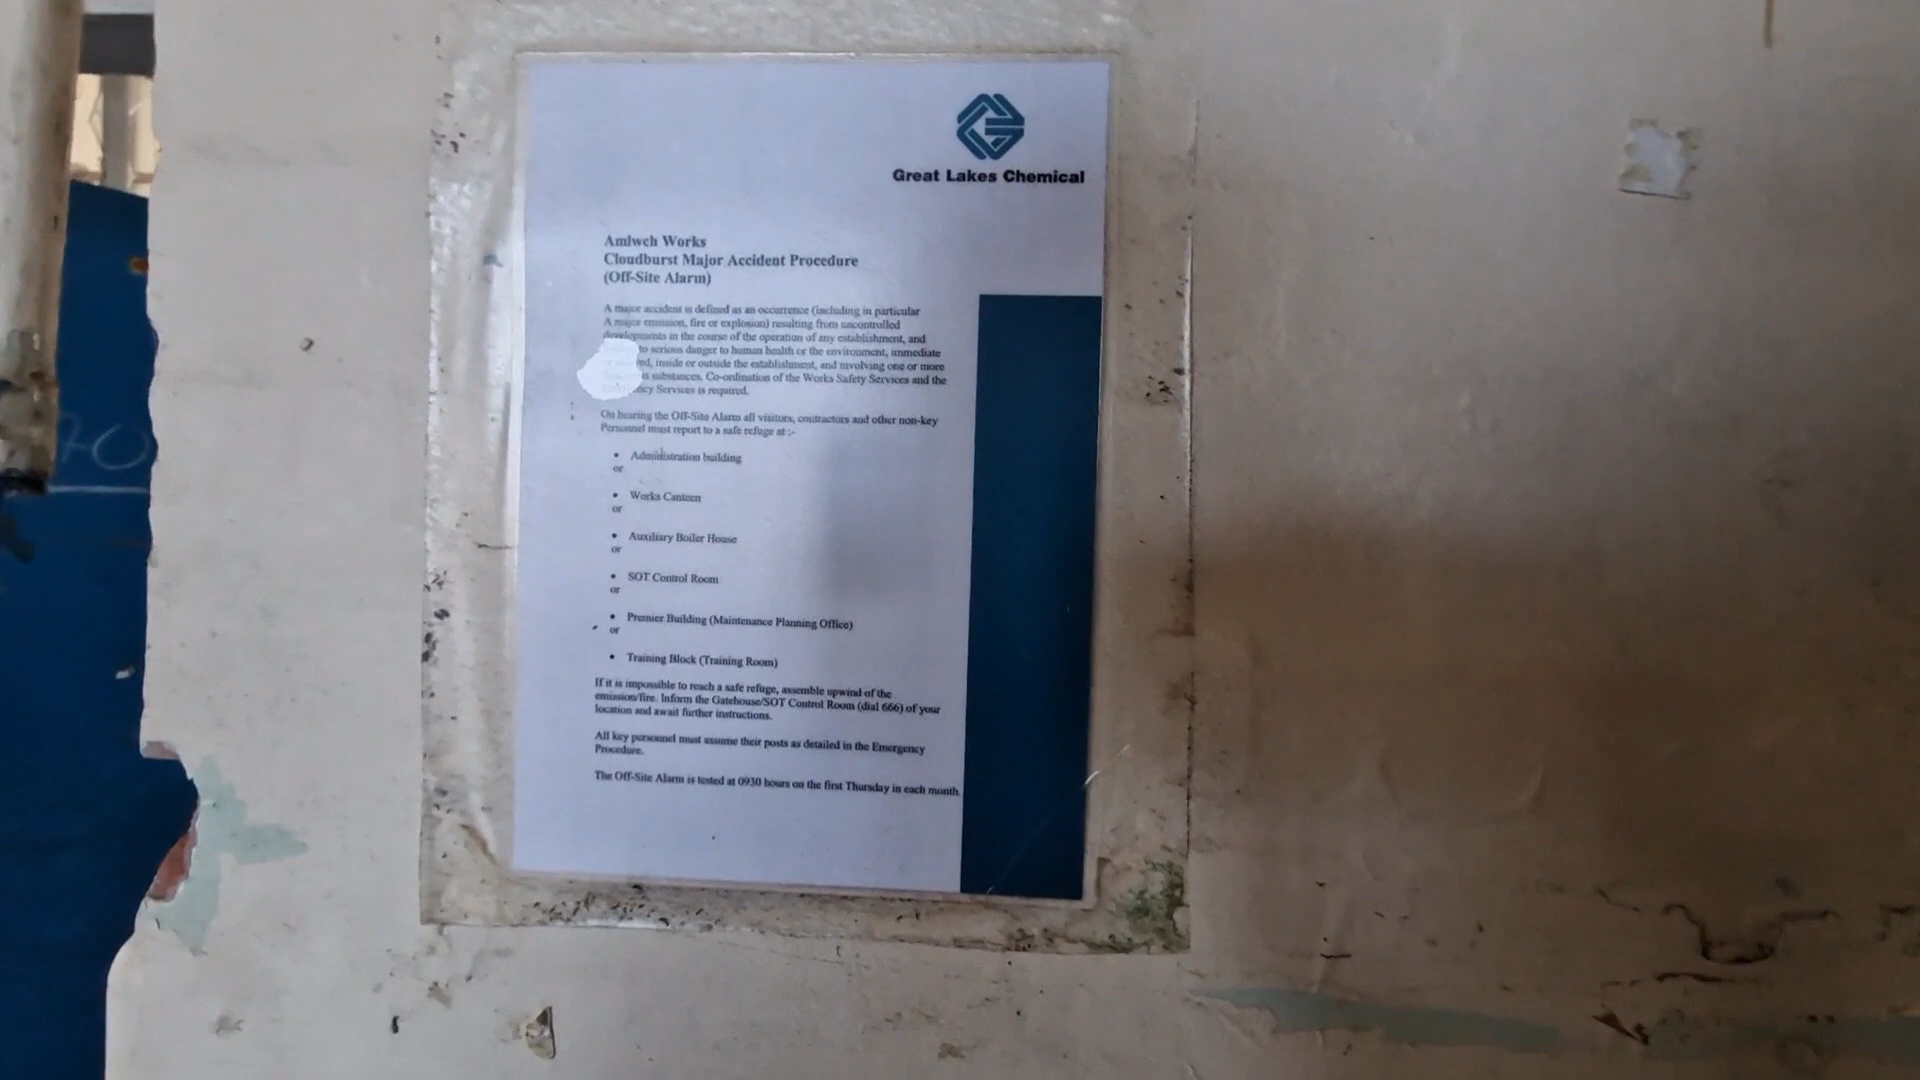 Great Lakes Chemical
Amlwch Works
Cloudburst Major Accident Procedure
(Off-Site Alarm)
A major accident is defined as an occurrence (including in particular
A major emission, fire or explosion) resulting from uncontrolled
developments in the course of the operation of any establishment, and
to serious danger to human health or the environment, immediate
inside or outside the establishment, and involving one or more
substances. Co-ordination of the Works Safety Services and the
Services is required.
On hearing the Off-Site Alarm all visitors, contractors and other non-key
Personnel must report to a safe refuge at :-
• Administration building
or
• Works Canteen
or
• Auxiliary Boiler House
or
• SOT Control Room
or
• Premier Building (Maintenance Planning Office)
or
• Training Block (Training Room)
If it is impossible to reach a safe refuge, assemble upwind of the
emission/fire. Inform the Gatehouse/SOT Control Room (dial 666) of your
location and await further instructions.
All key personnel must assume their posts as detailed in the Emergency
Procedure.
The Off-Site Alarm is tested at 0930 hours on the first Thursday in each month.
70